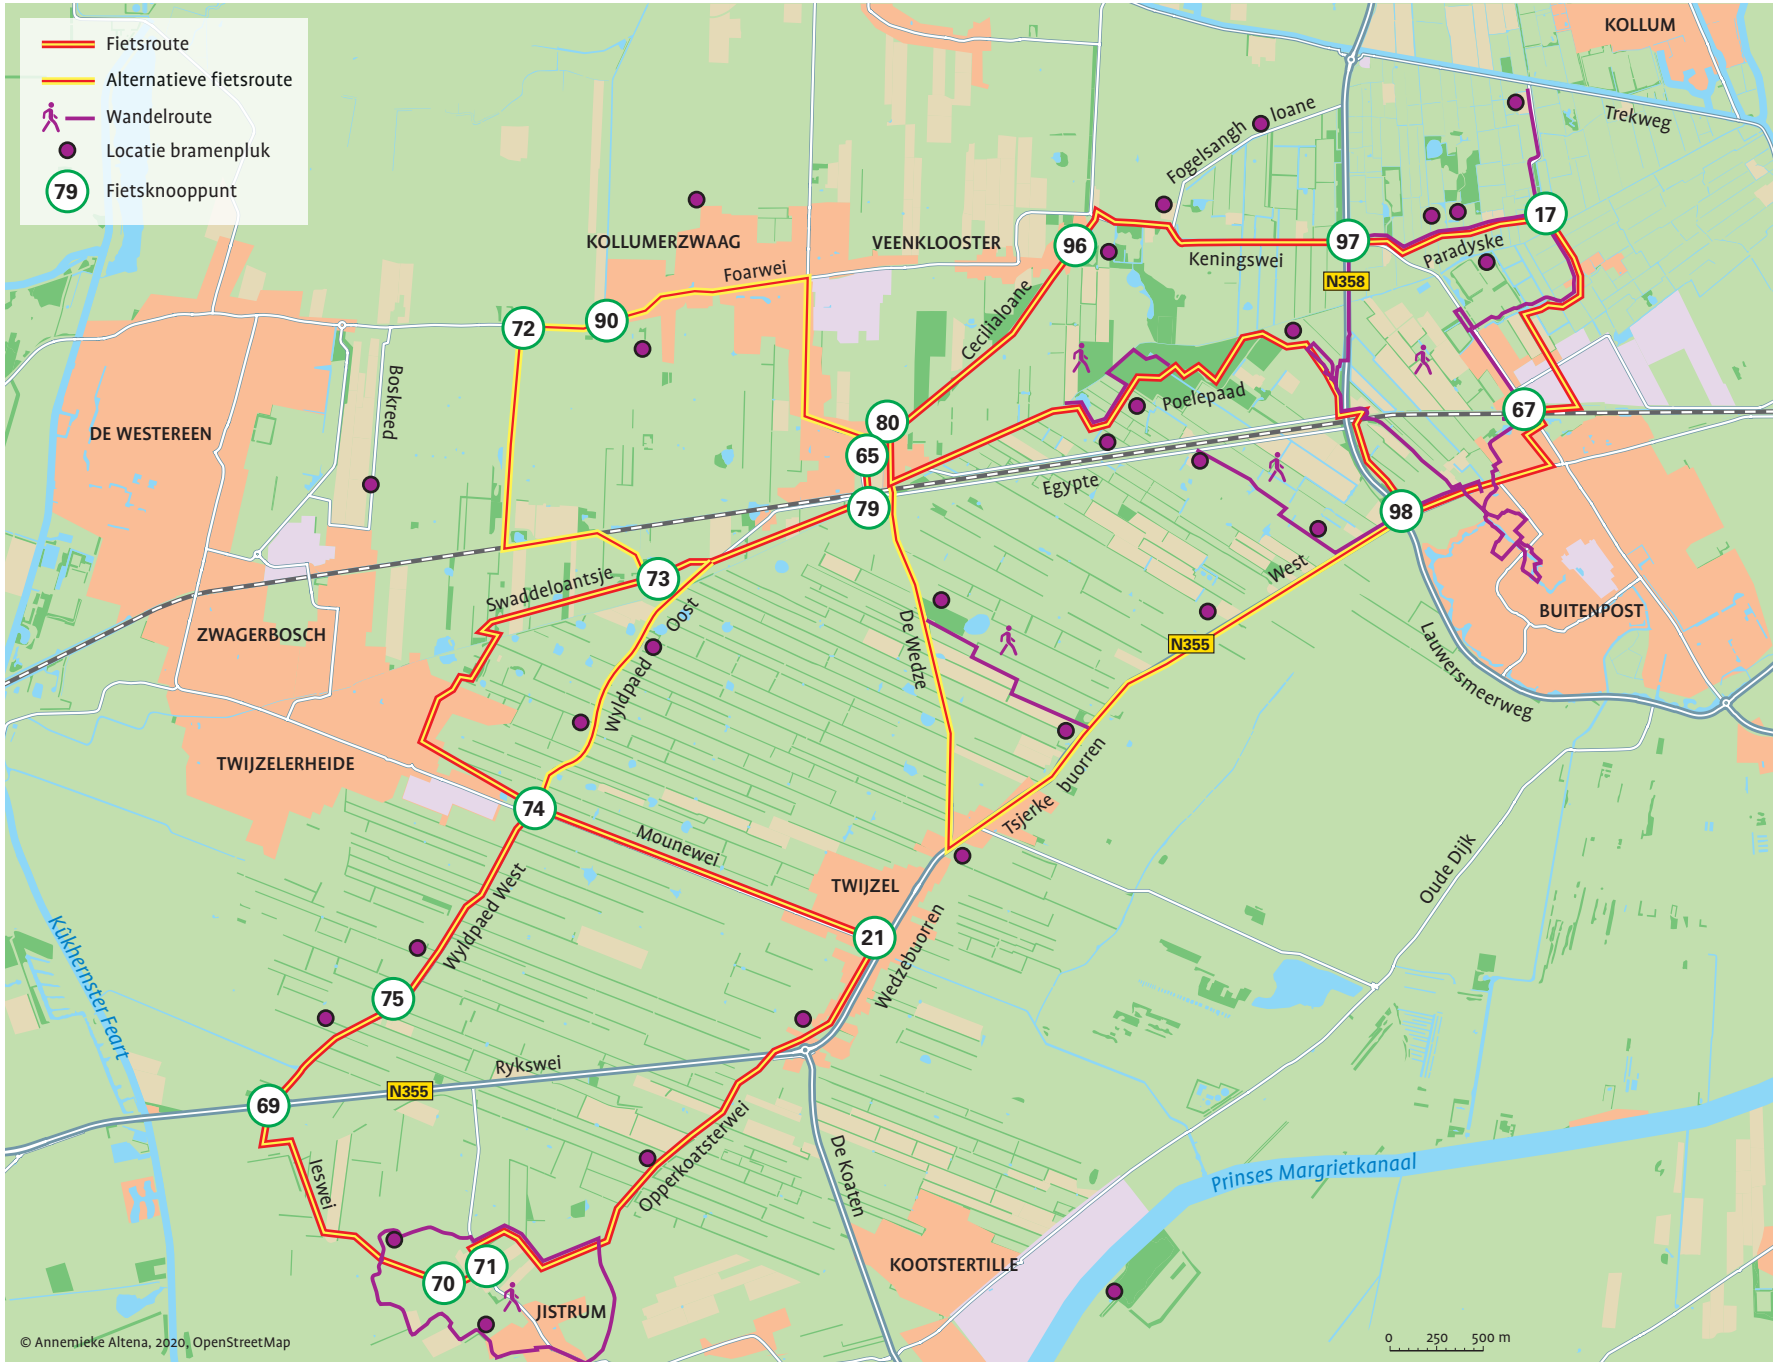 Fietsroute
Alternatieve fietsroute
Wandelroute
Locatie bramenpluk
79 Fietsknooppunt
KOLLUM
Trekweg
Fogelsangh loane
17
KOLLUMERZWAAG
VEENKLOOSTER
96
97
Paradyske
Keningswei
Foarwei
N358
72
90
Cecilialoane
Boskreed
Poelepaad
67
80
DE WESTEREEN
65
Egypte
79
98
73
West
Swaddeloantsje
Oost
BUITENPOST
ZWAGERBOSCH
De Wedze
N355
Lauwersmeerweg
Wyldpaed
TWIJZELERHEIDE
buorren
74
Tsjerke
Mounewei
Oude Dijk
TWIJZEL
Wyldpaed West
21
Wedzebuorren
Kûkhernster Feart
75
Rykswei
N355
69
Opperkoatsterwei
De Koaten
Prinses Margrietkanaal
Ieswei
71
KOOTSTERTILLE
70
JISTRUM
© Annemieke Altena, 2020, OpenStreetMap
0 250 500 m